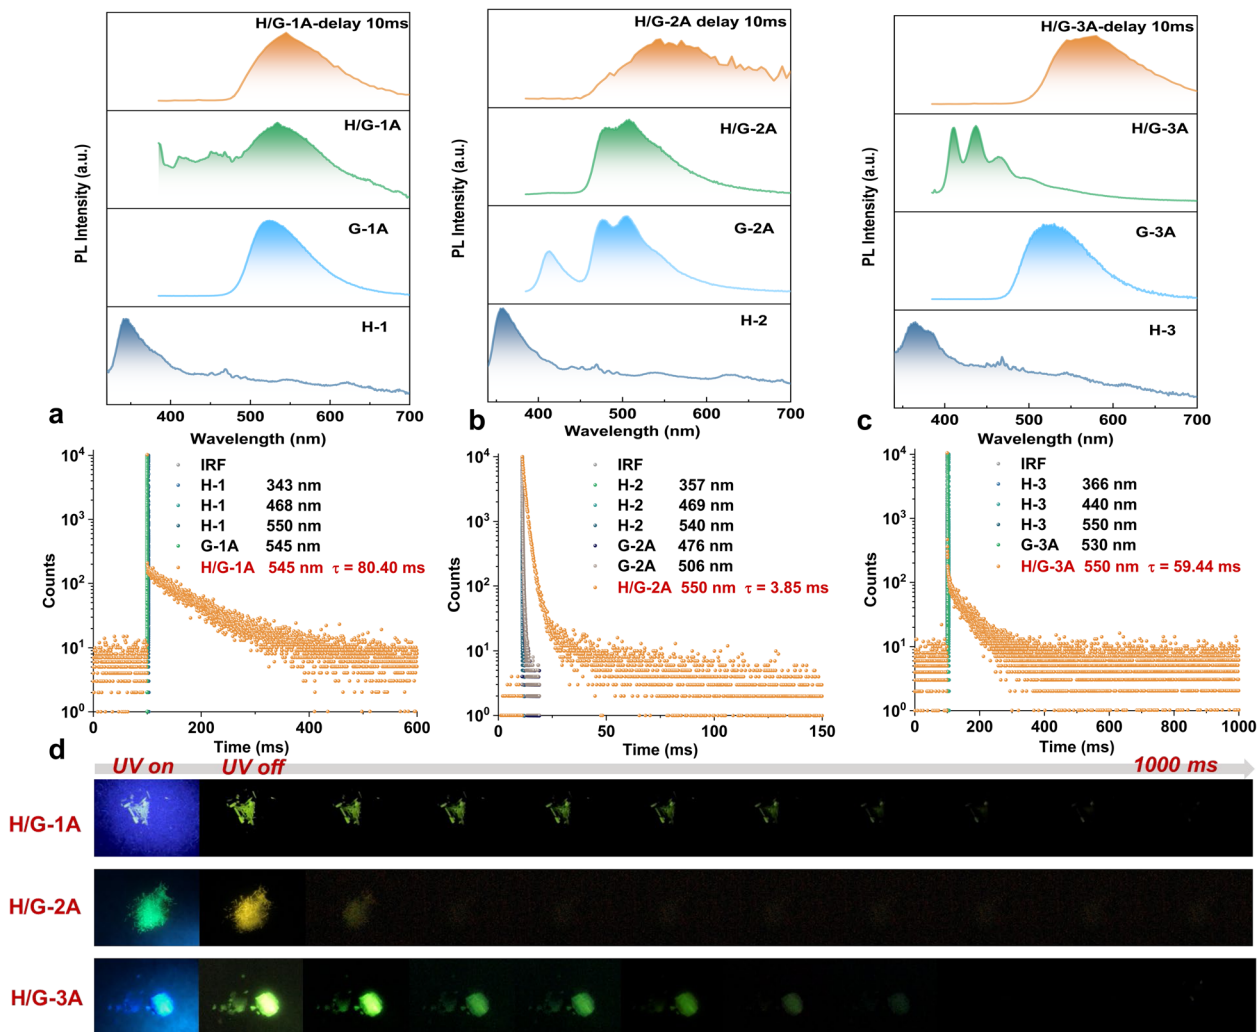 H/G-1A-delay 10ms
H/G-1A
G-1A
H-1
PL Intensity (a.u.)
400 500 600 700
Wavelength (nm)
a
H/G-2A delay 10ms
H/G-2A
G-2A
H-2
PL Intensity (a.u.)
400 500 600 700
Wavelength (nm)
b
H/G-3A-delay 10ms
H/G-3A
G-3A
H-3
PL Intensity (a.u.)
400 500 600 700
Wavelength (nm)
c
IRF
H-1 343 nm
H-1 468 nm
H-1 550 nm
G-1A 545 nm
H/G-1A 545 nm τ = 80.40 ms
Counts
10⁴
10³
10²
10¹
10⁰
0 200 400 600
Time (ms)
IRF
H-2 357 nm
H-2 469 nm
H-2 540 nm
G-2A 476 nm
G-2A 506 nm
H/G-2A 550 nm τ = 3.85 ms
Counts
10⁴
10³
10²
10¹
10⁰
0 50 100 150
Time (ms)
IRF
H-3 366 nm
H-3 440 nm
H-3 550 nm
G-3A 530 nm
H/G-3A 550 nm τ = 59.44 ms
Counts
10⁴
10³
10²
10¹
10⁰
0 200 400 600 800 1000
Time (ms)
d
UV on UV off 1000 ms
H/G-1A
H/G-2A
H/G-3A